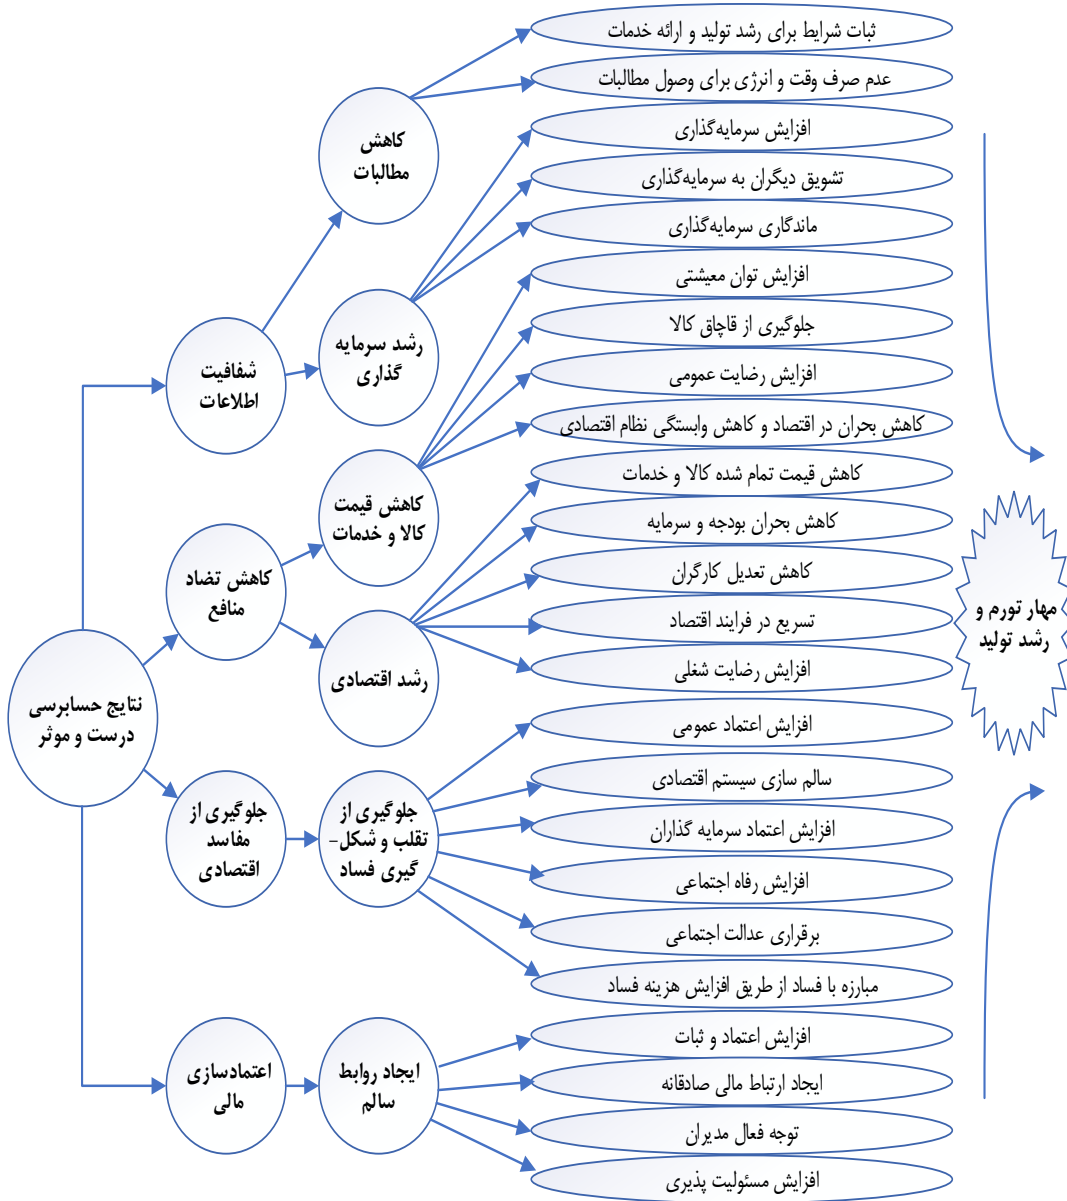 ثبات شرایط برای رشد تولید و ارائه خدمات
عدم صرف وقت و انرژی برای وصول مطالبات
افزایش سرمایه‌گذاری
تشویق دیگران به سرمایه‌گذاری
ماندگاری سرمایه‌گذاری
افزایش توان معیشتی
جلوگیری از قاچاق کالا
افزایش رضایت عمومی
کاهش بحران در اقتصاد و کاهش وابستگی نظام اقتصادی
کاهش قیمت تمام شده کالا و خدمات
کاهش بحران بودجه و سرمایه
کاهش تعدیل کارگران
تسریع در فرایند اقتصاد
افزایش رضایت شغلی
افزایش اعتماد عمومی
سالم سازی سیستم اقتصادی
افزایش اعتماد سرمایه گذاران
افزایش رفاه اجتماعی
برقراری عدالت اجتماعی
مبارزه با فساد از طریق افزایش هزینه فساد
افزایش اعتماد و ثبات
ایجاد ارتباط مالی صادقانه
توجه فعال مدیران
افزایش مسئولیت پذیری
مهار تورم و
رشد تولید
کاهش
مطالبات
رشد سرمایه
گذاری
کاهش قیمت
کالا و خدمات
رشد اقتصادی
جلوگیری از
تقلب و شکل-
گیری فساد
ایجاد روابط
سالم
شفافیت
اطلاعات
کاهش تضاد
منافع
جلوگیری از
مفاسد
اقتصادی
اعتمادسازی
مالی
نتایج حسابرسی
درست و موثر